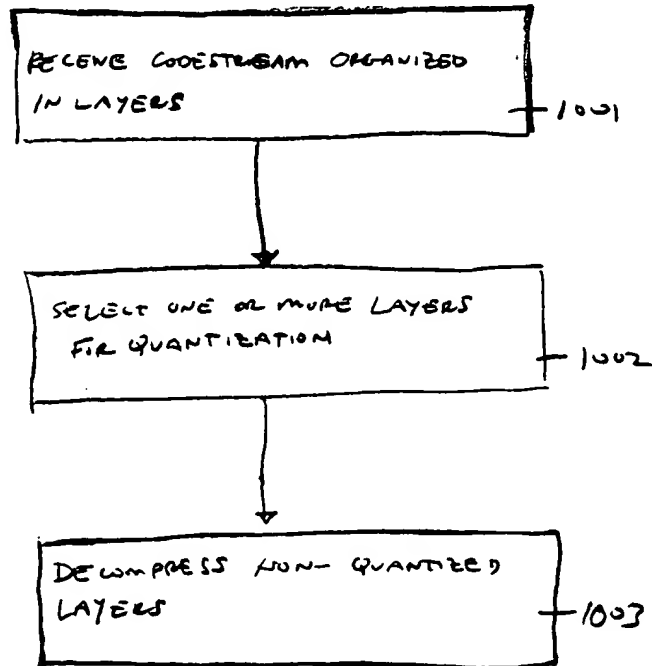 RECEIVE CODESTREAM ORGANIZED
IN LAYERS
1001
SELECT ONE OR MORE LAYERS
FOR QUANTIZATION
1002
DECOMPRESS NON-QUANTIZED
LAYERS
1003